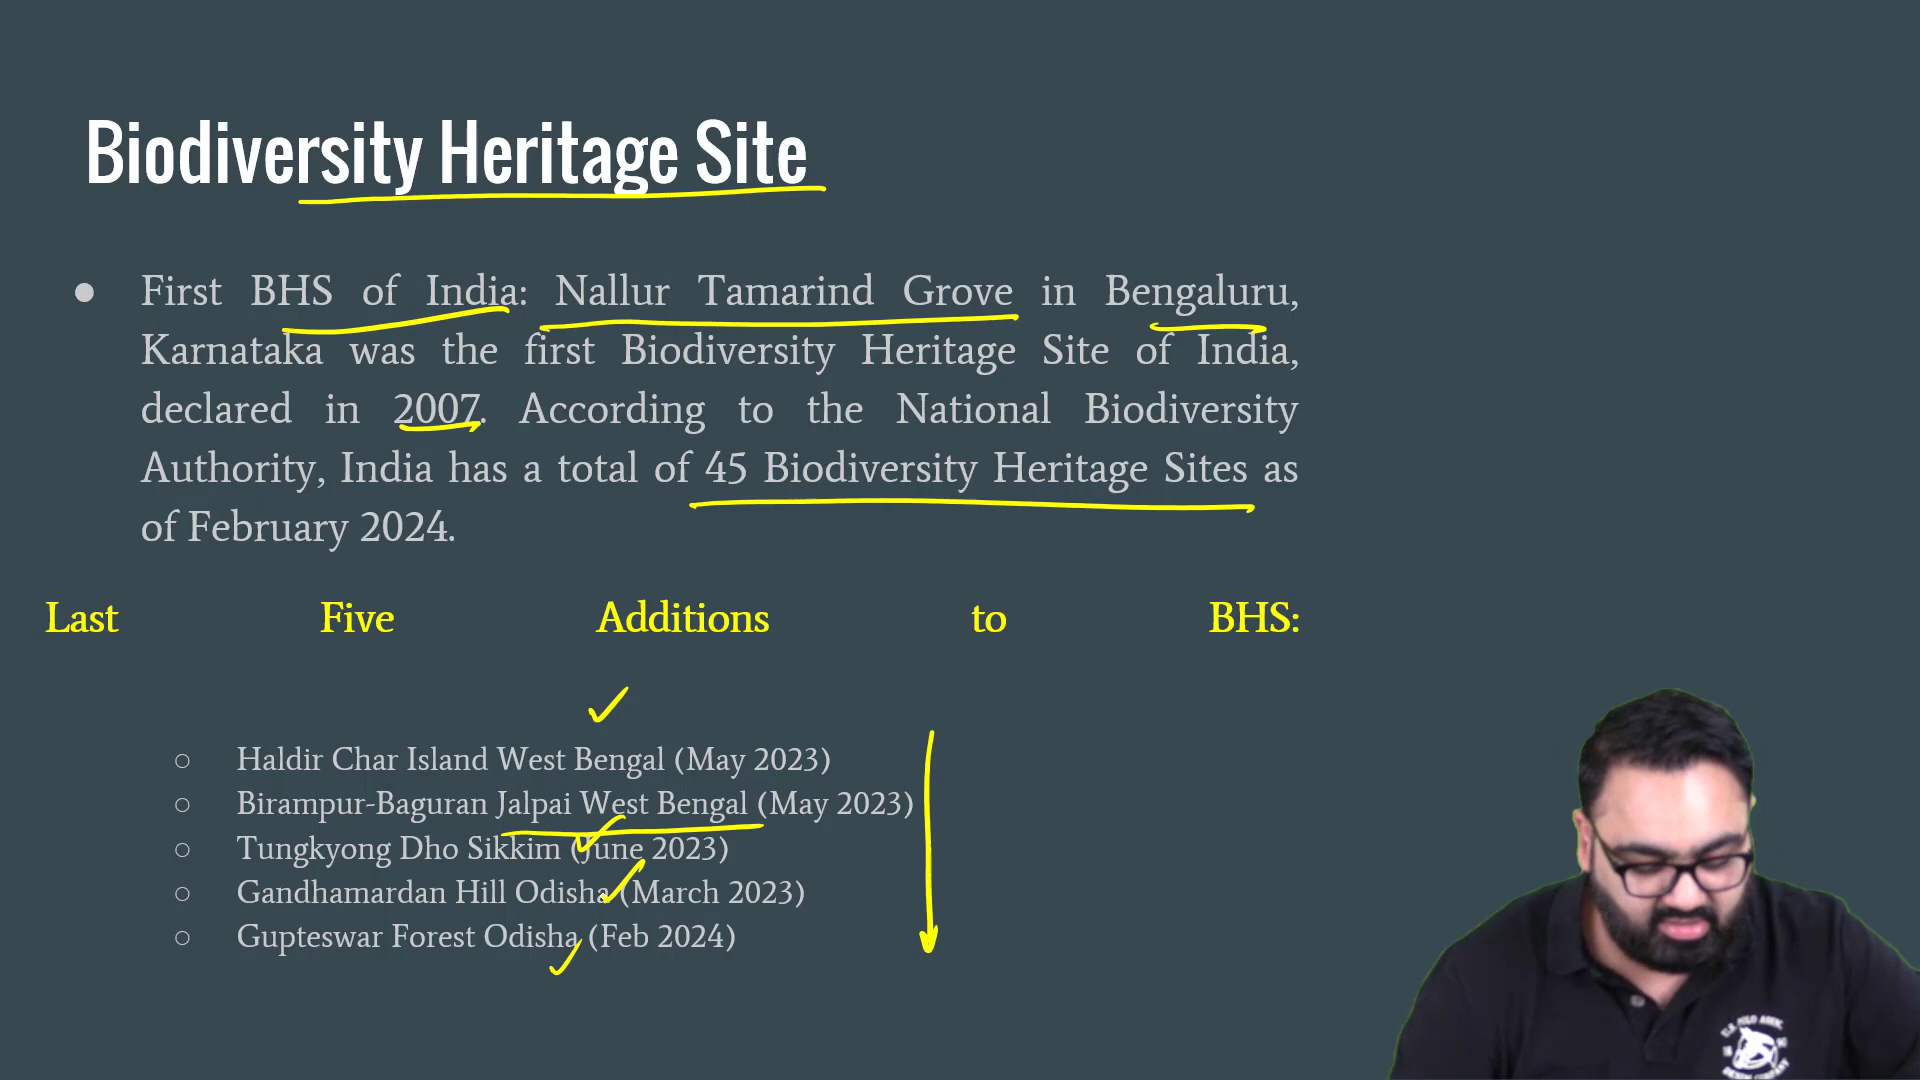 Biodiversity Heritage Site
● First BHS of India: Nallur Tamarind Grove in Bengaluru,
Karnataka was the first Biodiversity Heritage Site of India,
declared in 2007. According to the National Biodiversity
Authority, India has a total of 45 Biodiversity Heritage Sites as
of February 2024.
Last Five Additions to BHS:
○ Haldir Char Island West Bengal (May 2023)
○ Birampur-Baguran Jalpai West Bengal (May 2023)
○ Tungkyong Dho Sikkim (June 2023)
○ Gandhamardan Hill Odisha (March 2023)
○ Gupteswar Forest Odisha (Feb 2024)
U.S. POLO ASSN.
18 90